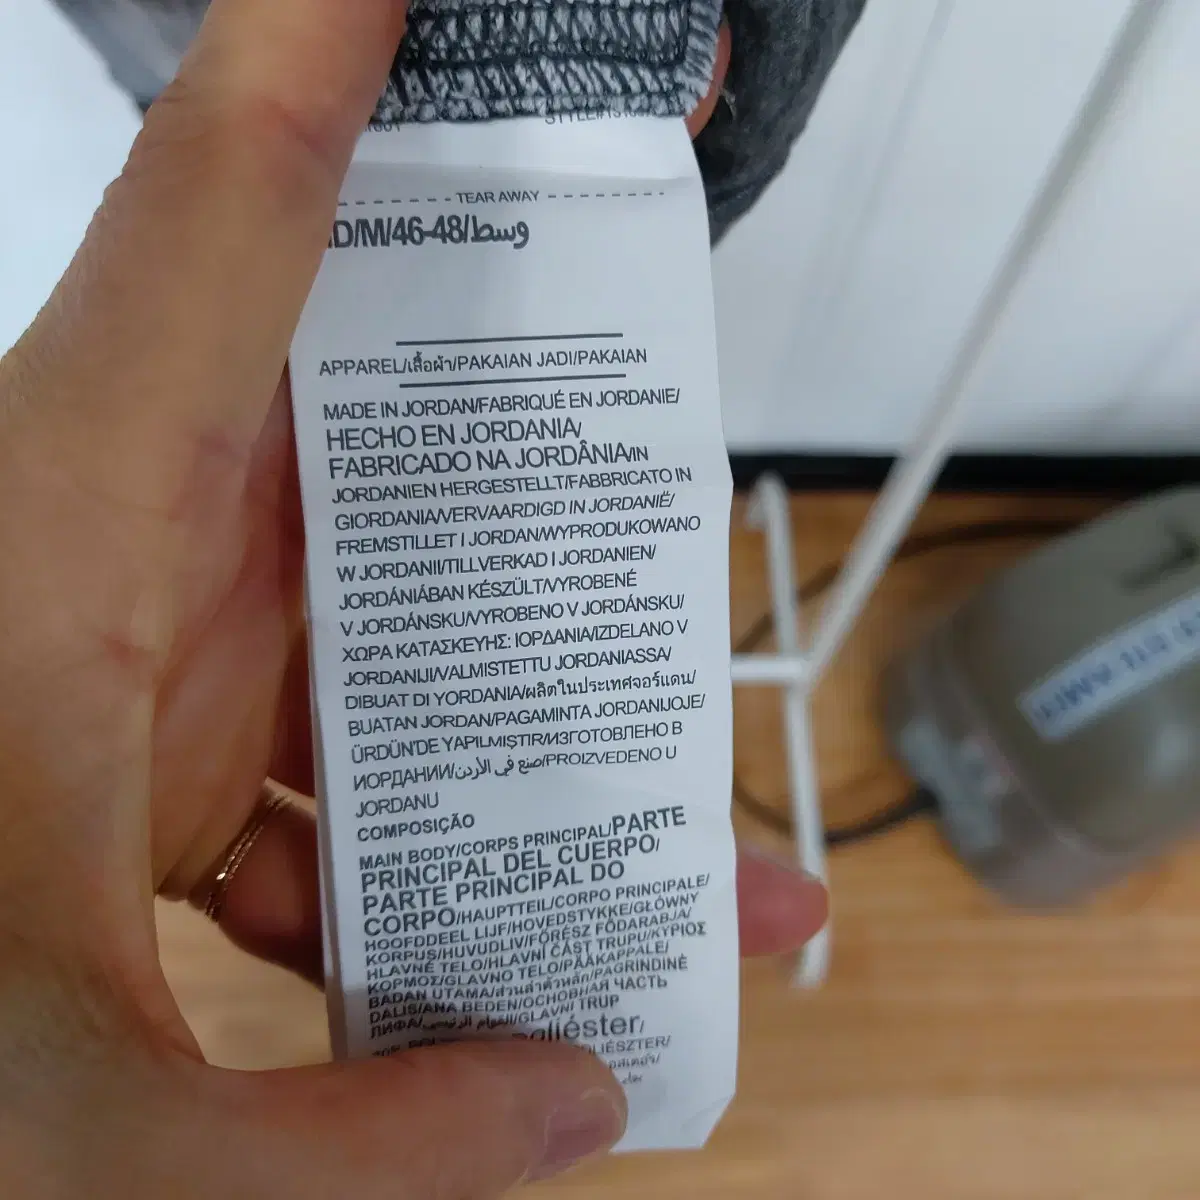 TEAR AWAY
D/M/46-48/وسط
APPAREL/เสื้อผ้า/PAKAIAN JADI/PAKAIAN
MADE IN JORDAN/FABRIQUÉ EN JORDANIE/
HECHO EN JORDANIA/
FABRICADO NA JORDÂNIA/IN
JORDANIEN HERGESTELLT/FABBRICATO IN
GIORDANIA/VERVAARDIGD IN JORDANIË/
FREMSTILLET I JORDAN/WYPRODUKOWANO
W JORDANII/TILLVERKAD I JORDANIEN/
JORDÁNIÁBAN KÉSZÜLT/VYROBENÉ
V JORDÁNSKU/VYROBENO V JORDÁNSKU/
ΧΩΡΑ ΚΑΤΑΣΚΕΥΗΣ: ΙΟΡΔΑΝΙΑ/IZDELANO V
JORDANIJI/VALMISTETTU JORDANIASSA/
DIBUAT DI YORDANIA/ผลิตในประเทศจอร์แดน/
BUATAN JORDAN/PAGAMINTA JORDANIJOJE/
ÜRDÜN'DE YAPILMIŞTIR/ИЗГОТОВЛЕНО В
ИОРДАНИИ/صنع في الأردن/PROIZVEDENO U
JORDANU
COMPOSIÇÃO
MAIN BODY/CORPS PRINCIPAL/PARTE
PRINCIPAL DEL CUERPO/
PARTE PRINCIPAL DO
CORPO/HAUPTTEIL/CORPO PRINCIPALE/
HOOFDDEEL LIJF/HOVEDSTYKKE/GŁÓWNY
KORPUS/HUVUDLIV/FŐRÉSZ FŐDARABJA/
HLAVNÉ TELO/HLAVNÍ ČÁST TRUPU/ΚΥΡΙΟΣ
ΚΟΡΜΟΣ/GLAVNO TELO/PÄÄKAPPALE/
BADAN UTAMA/ส่วนลำตัวหลัก/PAGRINDINĖ
DALIS/ANA BEDEN/ОСНОВНАЯ ЧАСТЬ
ЛИФА/القوام الرئيسي/GLAVNI TRUP
poliéster/